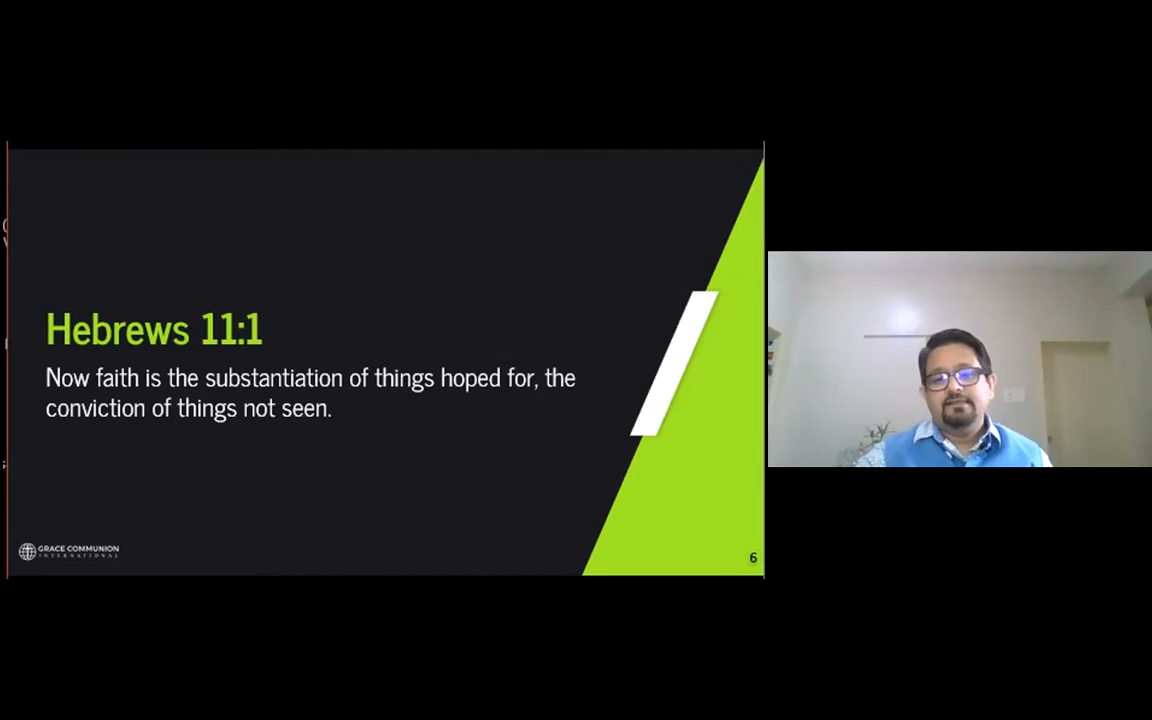 Hebrews 11:1
Now faith is the substantiation of things hoped for, the
conviction of things not seen.
GRACE COMMUNION
INTERNATIONAL
6